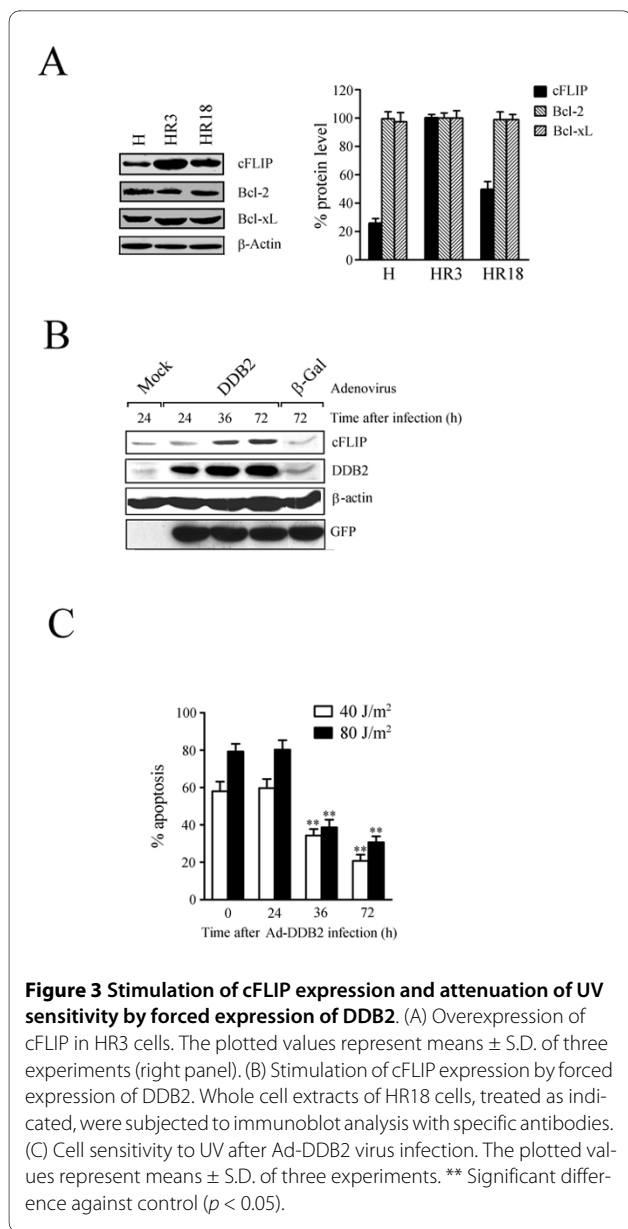 A
H HR3 HR18
cFLIP
Bcl-2
Bcl-xL
β-Actin
% protein level
120
100
80
60
40
20
0
H HR3 HR18
cFLIP
Bcl-2
Bcl-xL
B
Mock DDB2 β-Gal Adenovirus
24 24 36 72 72 Time after infection (h)
cFLIP
DDB2
β-actin
GFP
C
% apoptosis
100
80
60
40
20
0
40 J/m²
80 J/m²
** **
** **
0 24 36 72
Time after Ad-DDB2 infection (h)
Figure 3 Stimulation of cFLIP expression and attenuation of UV
sensitivity by forced expression of DDB2. (A) Overexpression of
cFLIP in HR3 cells. The plotted values represent means ± S.D. of three
experiments (right panel). (B) Stimulation of cFLIP expression by forced
expression of DDB2. Whole cell extracts of HR18 cells, treated as indi-
cated, were subjected to immunoblot analysis with specific antibodies.
(C) Cell sensitivity to UV after Ad-DDB2 virus infection. The plotted val-
ues represent means ± S.D. of three experiments. ** Significant differ-
ence against control (p < 0.05).